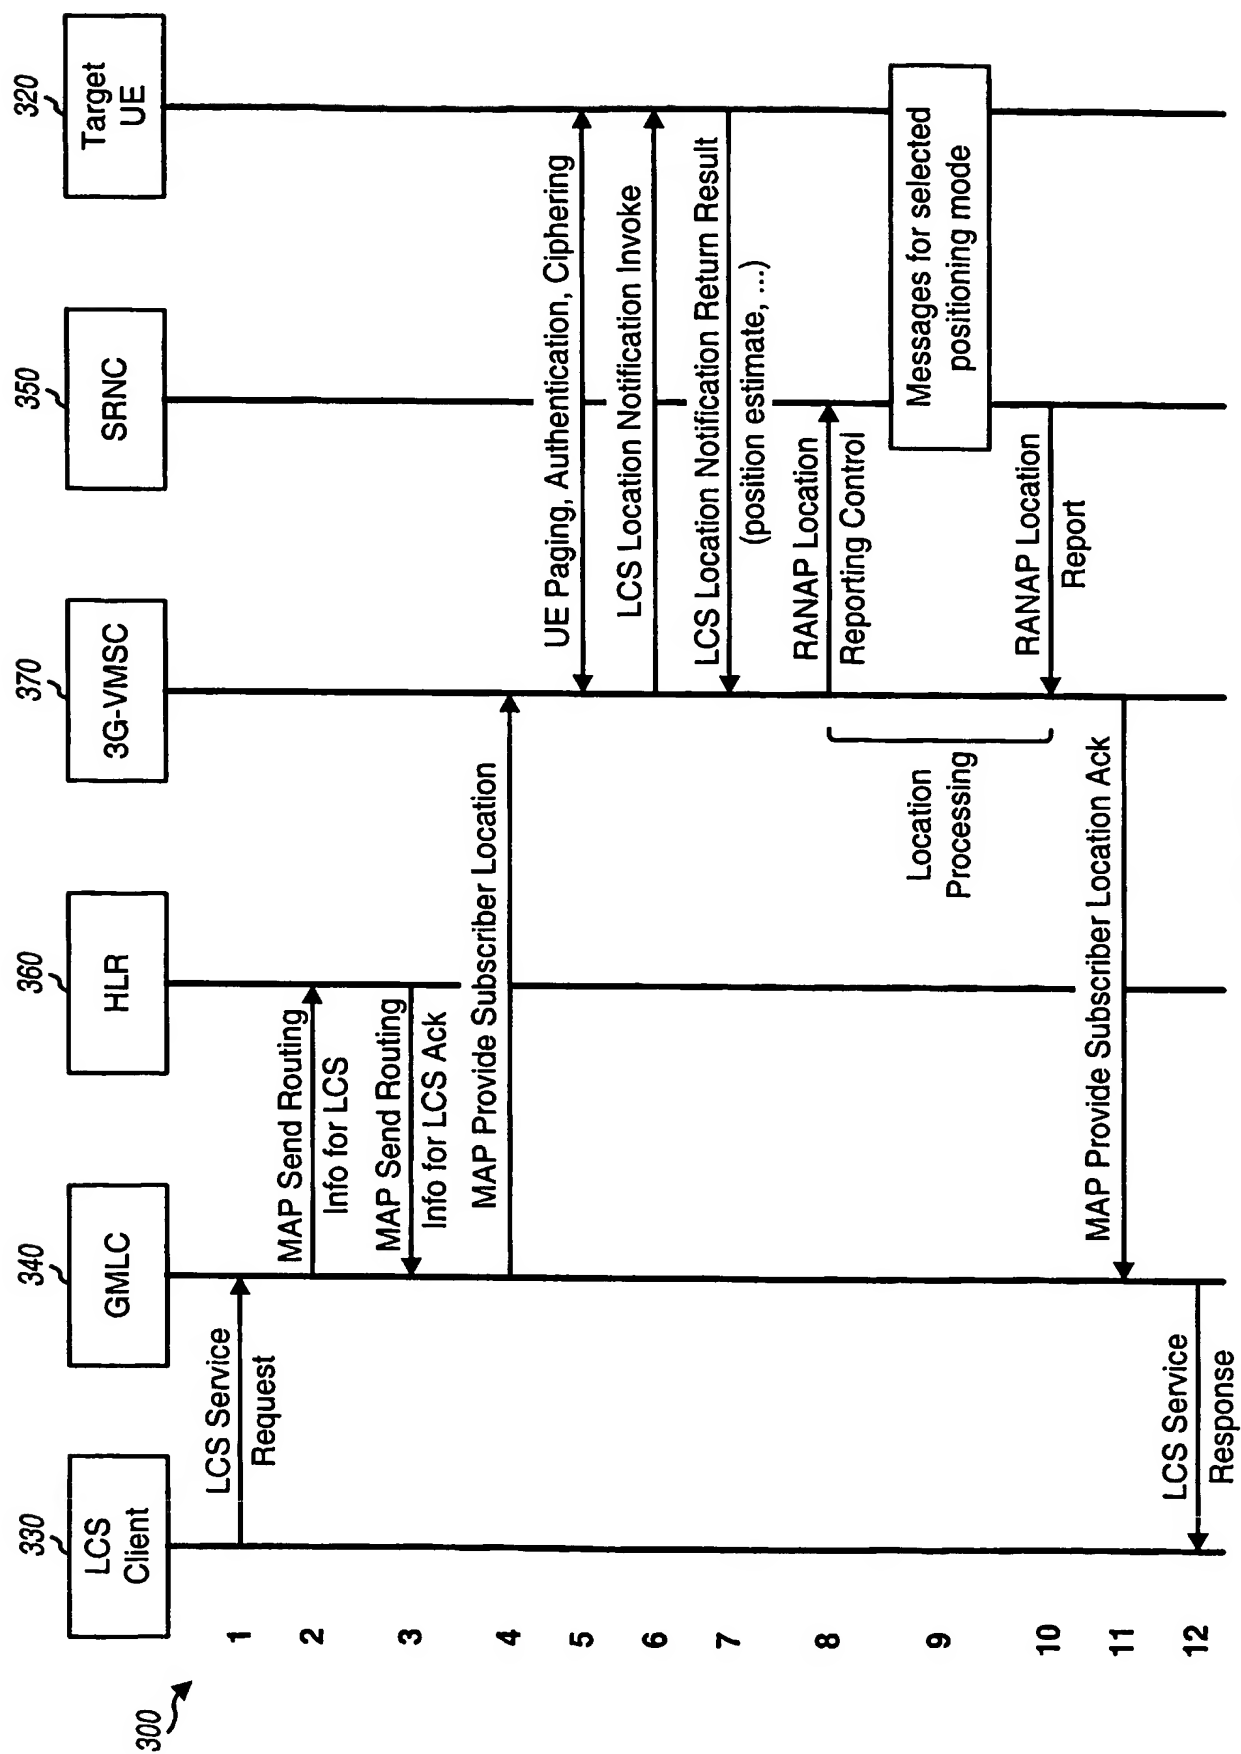 300
330
LCS
Client
340
GMLC
360
HLR
370
3G-VMSC
350
SRNC
320
Target
UE
1
LCS Service
Request
2
MAP Send Routing
Info for LCS
3
MAP Send Routing
Info for LCS Ack
4
MAP Provide Subscriber Location
5
UE Paging, Authentication, Ciphering
6
LCS Location Notification Invoke
7
LCS Location Notification Return Result
(position estimate, ...)
8
RANAP Location
Reporting Control
9
Location
Processing
Messages for selected
positioning mode
10
RANAP Location
Report
11
MAP Provide Subscriber Location Ack
12
LCS Service
Response